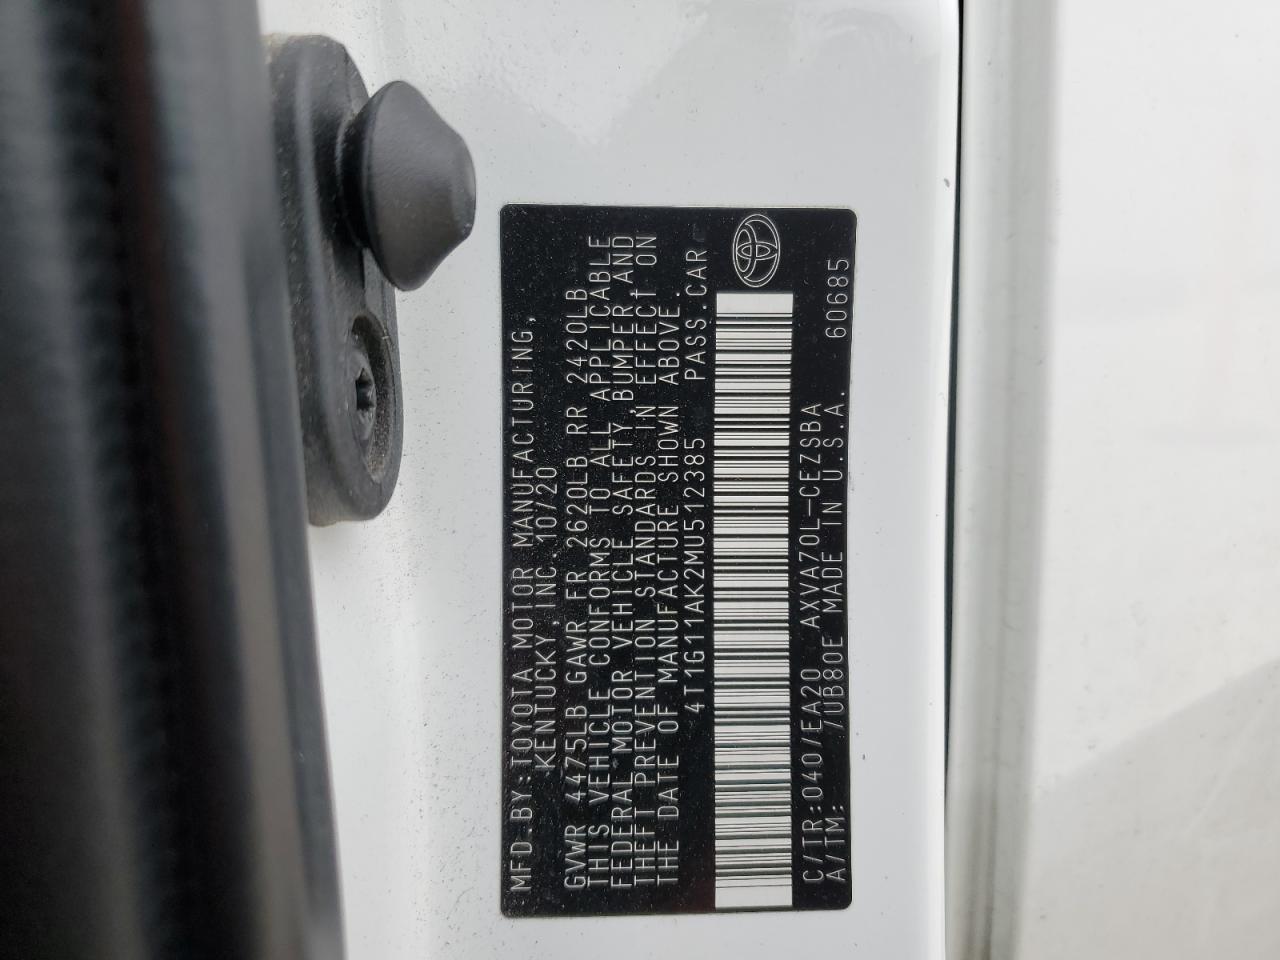 MFD.BY:TOYOTA MOTOR MANUFACTURING,
KENTUCKY,INC. 10/20
GVWR 4475LB GAWR FR 2620LB RR 2420LB
THIS VEHICLE CONFORMS TO ALL APPLICABLE
FEDERAL MOTOR VEHICLE SAFETY,BUMPER,AND
THEFT PREVENTION STANDARDS IN EFFECT ON
THE DATE OF MANUFACTURE SHOWN ABOVE.
4T1G11AK2MU512385 PASS.CAR
C/TR:040/EA20 AXVA70L-CEZSBA
A/TM: /UB80E MADE IN U.S.A. 60685